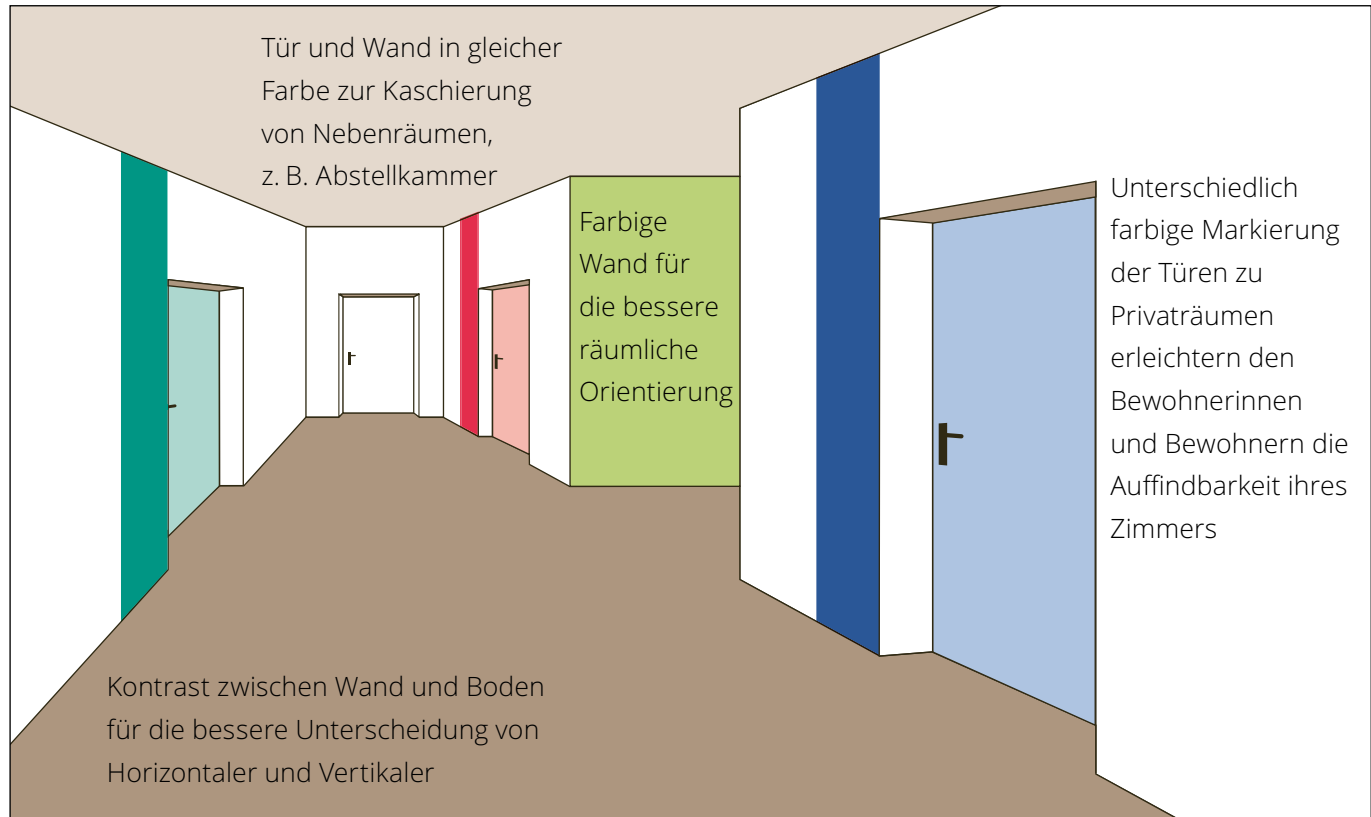 Tür und Wand in gleicher
Farbe zur Kaschierung
von Nebenräumen,
z. B. Abstellkammer
Farbige
Wand für
die bessere
räumliche
Orientierung
Unterschiedlich
farbige Markierung
der Türen zu
Privaträumen
erleichtern den
Bewohnerinnen
und Bewohnern die
Auffindbarkeit ihres
Zimmers
Kontrast zwischen Wand und Boden
für die bessere Unterscheidung von
Horizontaler und Vertikaler